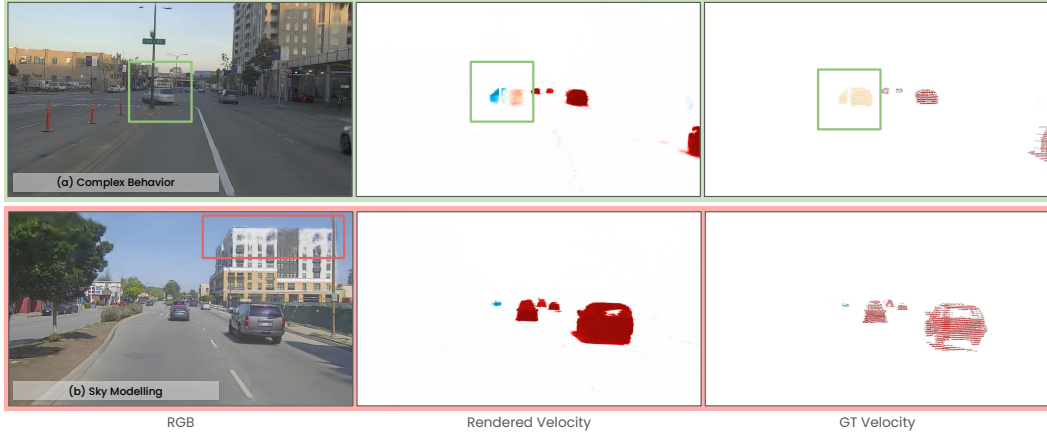 (a) Complex Behavior
(b) Sky Modelling
RGB
Rendered Velocity
GT Velocity